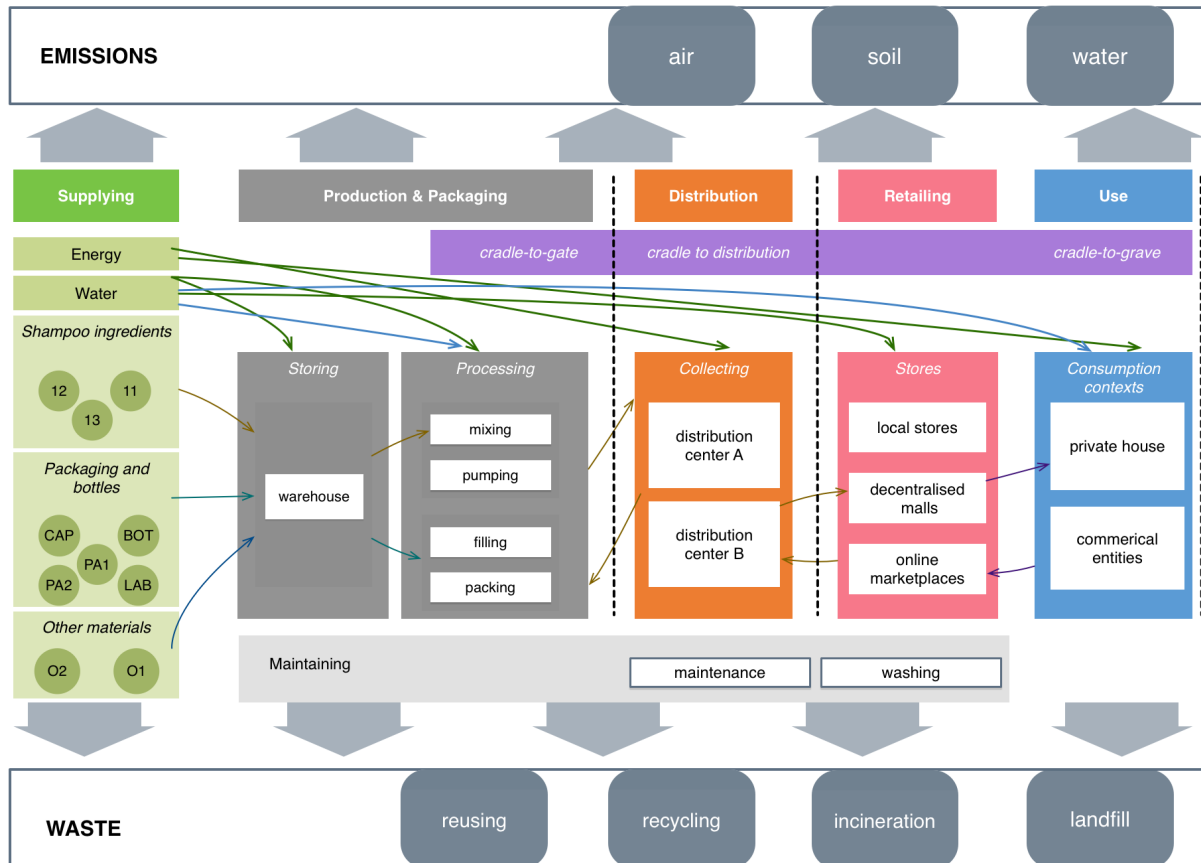 EMISSIONS
air
soil
water
Supplying
Production & Packaging
Distribution
Retailing
Use
Energy
cradle-to-gate
cradle to distribution
cradle-to-grave
Water
Shampoo ingredients
12
11
13
Storing
Processing
Collecting
Stores
Consumption
contexts
mixing
pumping
distribution
center A
local stores
private house
Packaging and
bottles
warehouse
decentralised
malls
CAP
BOT
PA1
PA2
LAB
filling
packing
distribution
center B
online
marketplaces
commerical
entities
Other materials
O2
O1
Maintaining
maintenance
washing
WASTE
reusing
recycling
incineration
landfill